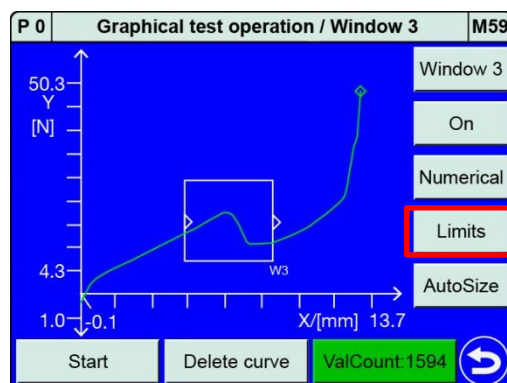 P 0
Graphical test operation / Window 3
M59
50.3
Y
[N]
4.3
1.0
-0.1
X/[mm]
13.7
W3
Window 3
On
Numerical
Limits
AutoSize
Start
Delete curve
ValCount:1594